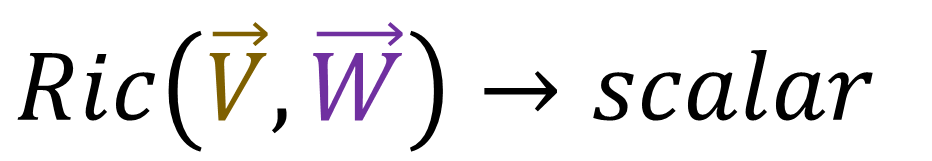 Ric(V⃗, W⃗) → scalar